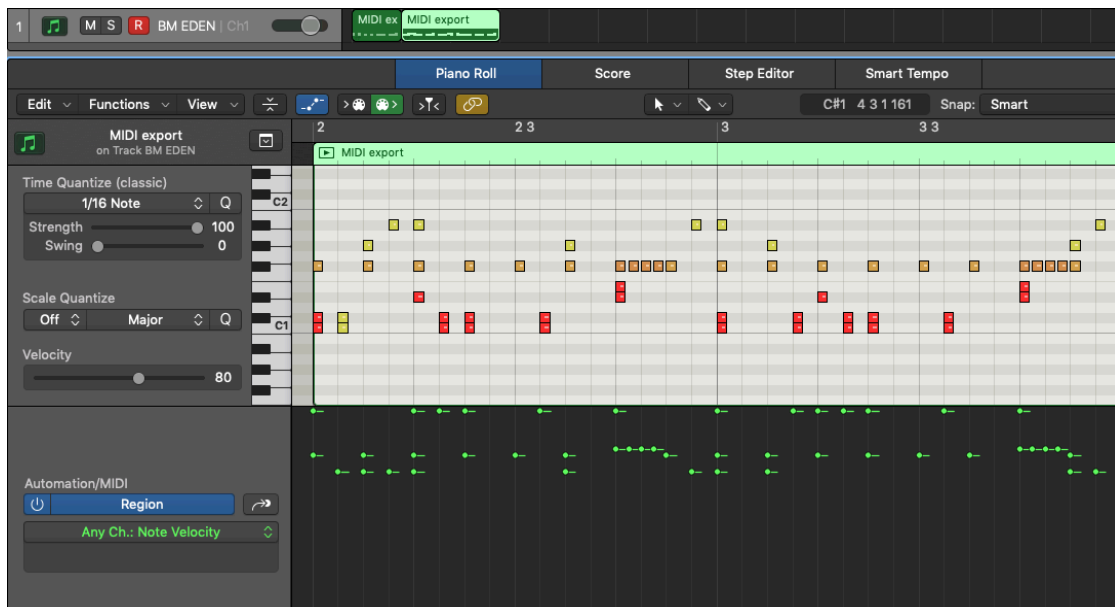 1 M S R BM EDEN | Ch1 MIDI ex MIDI export
Piano Roll Score Step Editor Smart Tempo
Edit Functions View C#1 4 3 1 161 Snap: Smart
MIDI export
on Track BM EDEN
2 2 3 3 3 3
MIDI export
Time Quantize (classic)
1/16 Note Q
Strength 100
Swing 0
C2
Scale Quantize
Off Major Q
C1
Velocity
80
Automation/MIDI
Region
Any Ch.: Note Velocity